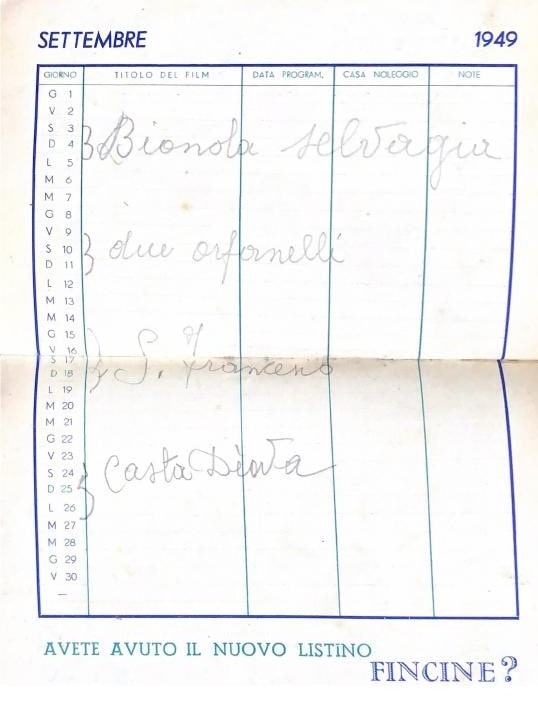 SETTEMBRE 1949
GIORNO TITOLO DEL FILM DATA PROGRAM. CASA NOLEGGIO NOTE
G 1
V 2
S 3
D 4 Bionda selvagia
L 5
M 6
M 7
G 8
V 9
S 10 due orfanelli
D 11
L 12
M 13
M 14
G 15
V 16
S 17
D 18 S. Francesco
L 19
M 20
M 21
G 22
V 23
S 24 Casta Diva
D 25
L 26
M 27
M 28
G 29
V 30
—
AVETE AVUTO IL NUOVO LISTINO
FINCINE?